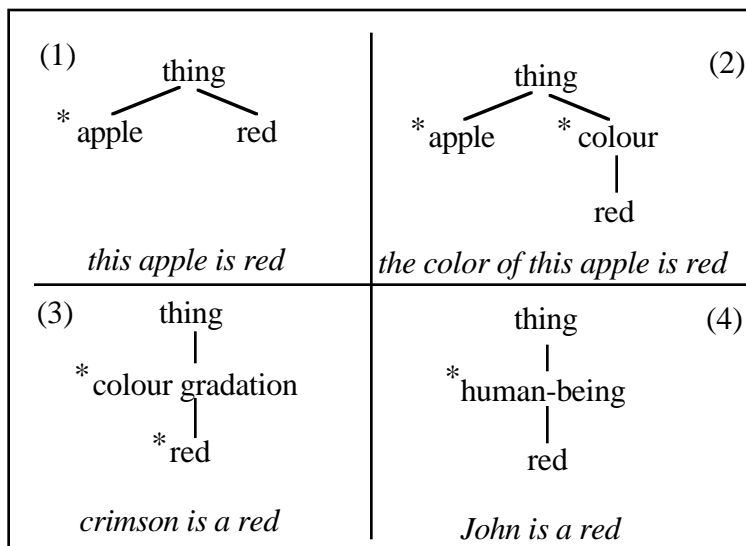 (1)
thing
* apple red
this apple is red
(2)
thing
* apple * colour
red
the color of this apple is red
(3)
thing
* colour gradation
* red
crimson is a red
(4)
thing
* human-being
red
John is a red